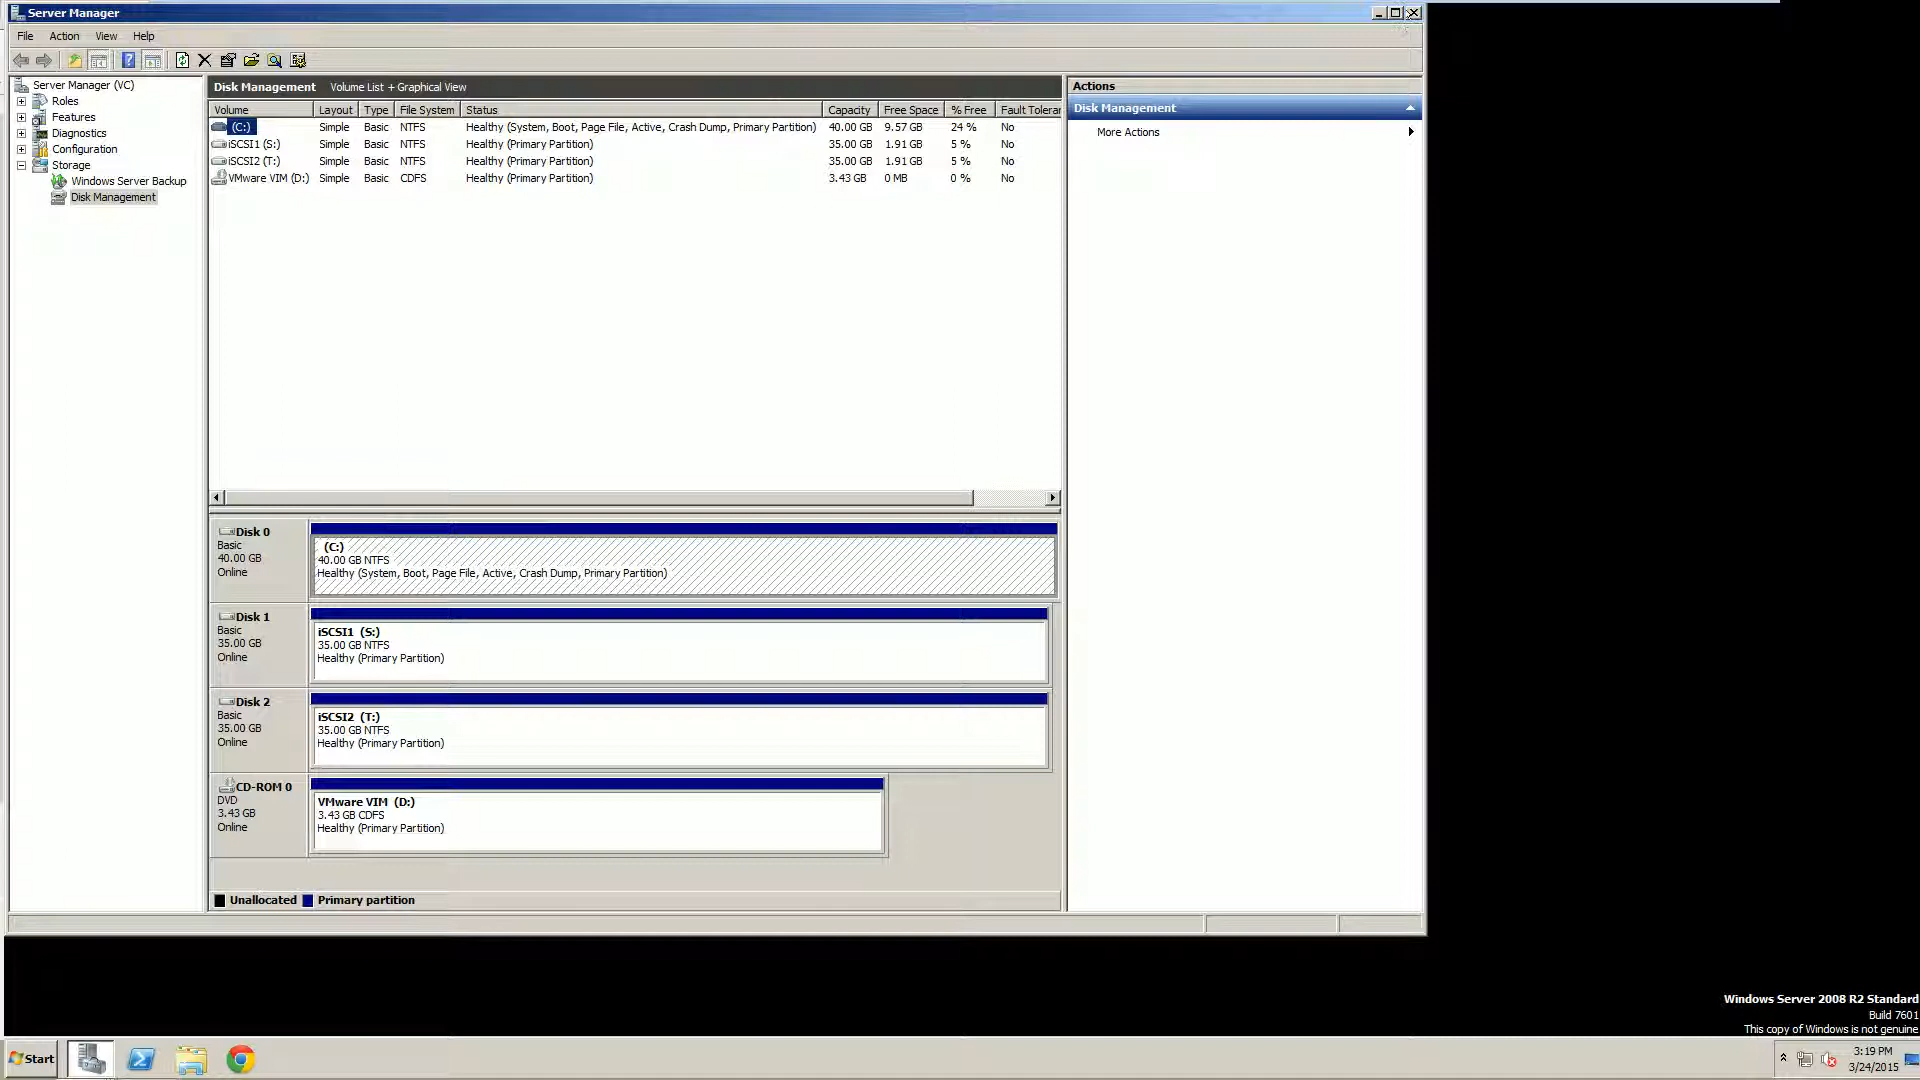 Server Manager
File Action View Help
Server Manager (VC)
Roles
Features
Diagnostics
Configuration
Storage
Windows Server Backup
Disk Management
Disk Management Volume List + Graphical View
Volume Layout Type File System Status Capacity Free Space % Free Fault Toleran
(C:) Simple Basic NTFS Healthy (System, Boot, Page File, Active, Crash Dump, Primary Partition) 40.00 GB 9.57 GB 24 % No
iSCSI1 (S:) Simple Basic NTFS Healthy (Primary Partition) 35.00 GB 1.91 GB 5 % No
iSCSI2 (T:) Simple Basic NTFS Healthy (Primary Partition) 35.00 GB 1.91 GB 5 % No
VMware VIM (D:) Simple Basic CDFS Healthy (Primary Partition) 3.43 GB 0 MB 0 % No
Disk 0
Basic
40.00 GB
Online
(C:)
40.00 GB NTFS
Healthy (System, Boot, Page File, Active, Crash Dump, Primary Partition)
Disk 1
Basic
35.00 GB
Online
iSCSI1 (S:)
35.00 GB NTFS
Healthy (Primary Partition)
Disk 2
Basic
35.00 GB
Online
iSCSI2 (T:)
35.00 GB NTFS
Healthy (Primary Partition)
CD-ROM 0
DVD
3.43 GB
Online
VMware VIM (D:)
3.43 GB CDFS
Healthy (Primary Partition)
Unallocated Primary partition
Actions
Disk Management
More Actions
Windows Server 2008 R2 Standard
Build 7601
This copy of Windows is not genuine
Start
3:19 PM
3/24/2015